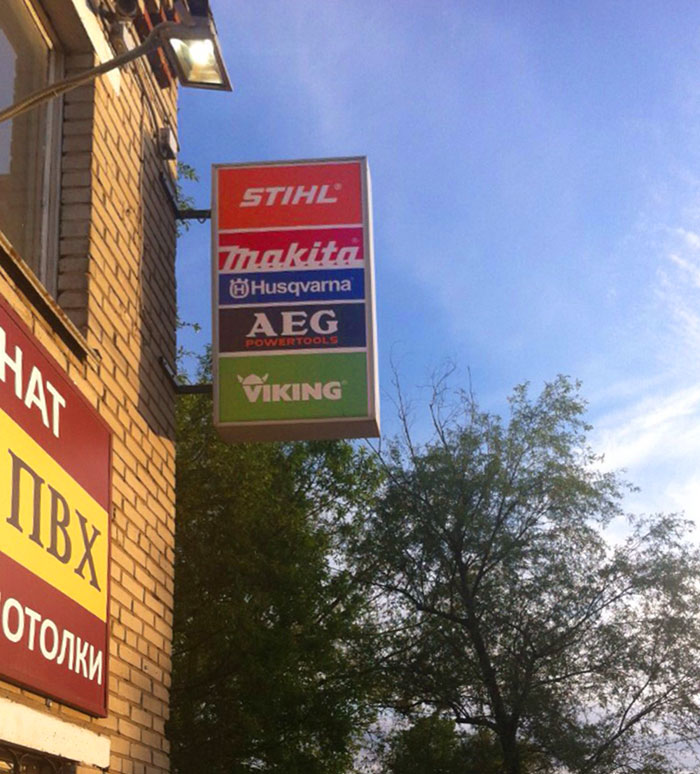 STIHL®
makita®
Husqvarna
AEG
POWERTOOLS
VIKING®
НАТ
ПВХ
ОТОЛКИ